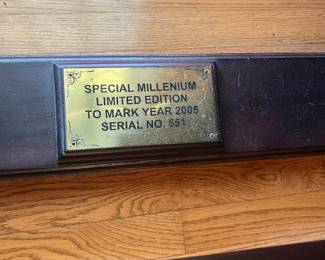 SPECIAL MILLENIUM
LIMITED EDITION
TO MARK YEAR 2005
SERIAL NO. 551